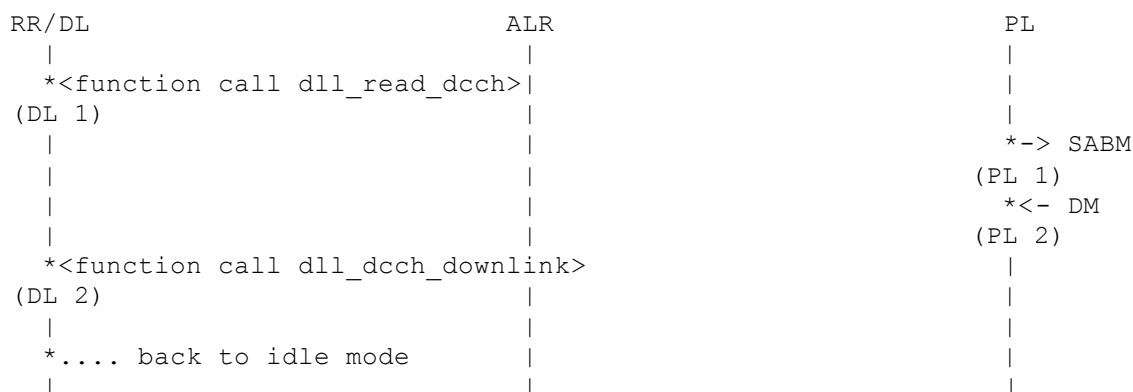 RR/DL                          ALR                          PL
  |                              |                            |
  *<function call dll_read_dcch>|                            |
(DL 1)                           |                            |
  |                              |                            *-> SABM
  |                              |                          (PL 1)
  |                              |                            *<- DM
  |                              |                          (PL 2)
  *<function call dll_dcch_downlink>                          |
(DL 2)                           |                            |
  |                              |                            |
  *.... back to idle mode        |                            |
  |                              |                            |